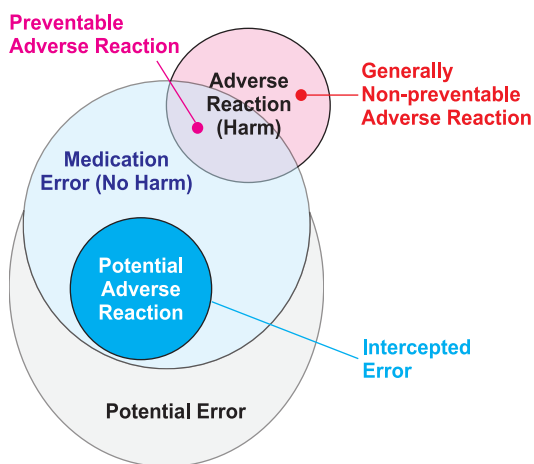 Preventable
Adverse Reaction
Adverse
Reaction
(Harm)
Generally
Non-preventable
Adverse Reaction
Medication
Error (No Harm)
Potential
Adverse
Reaction
Intercepted
Error
Potential Error